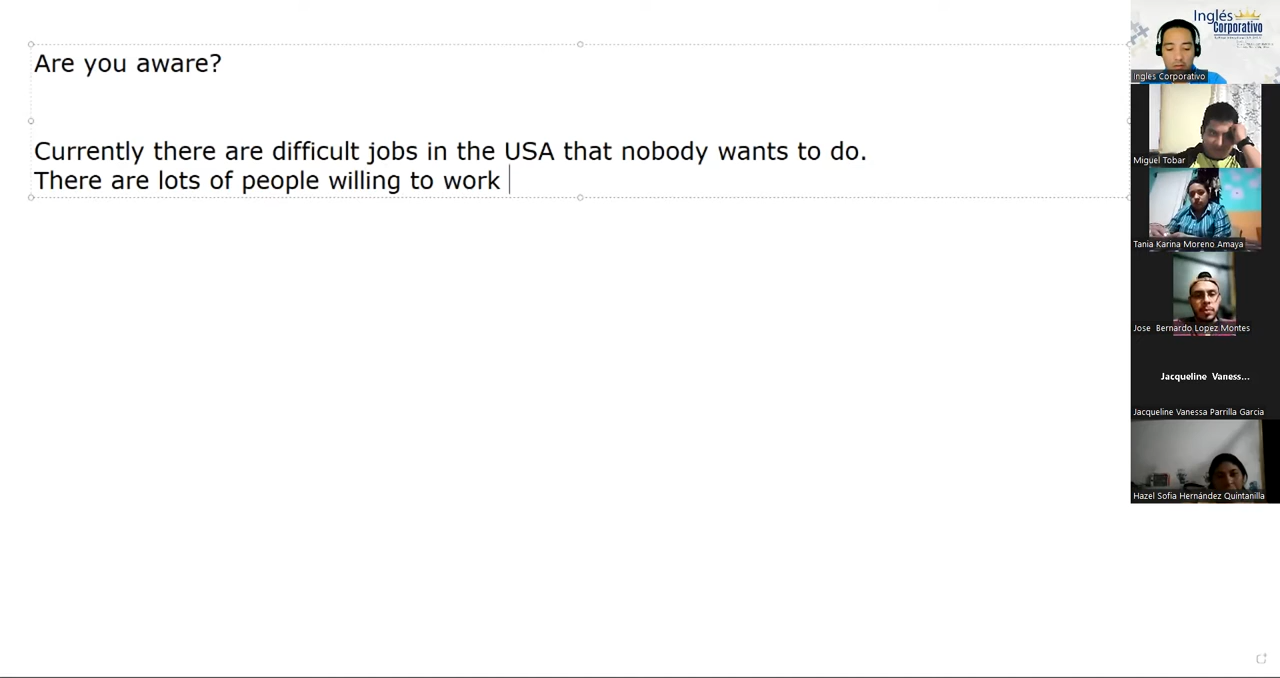 Are you aware?
Currently there are difficult jobs in the USA that nobody wants to do.
There are lots of people willing to work
Inglés
Corporativo
Ingles Corporativo
Miguel Tobar
Tania Karina Moreno Amaya
Jose Bernardo Lopez Montes
Jacqueline Vaness...
Jacqueline Vanessa Parrilla Garcia
Hazel Sofia Hernández Quintanilla